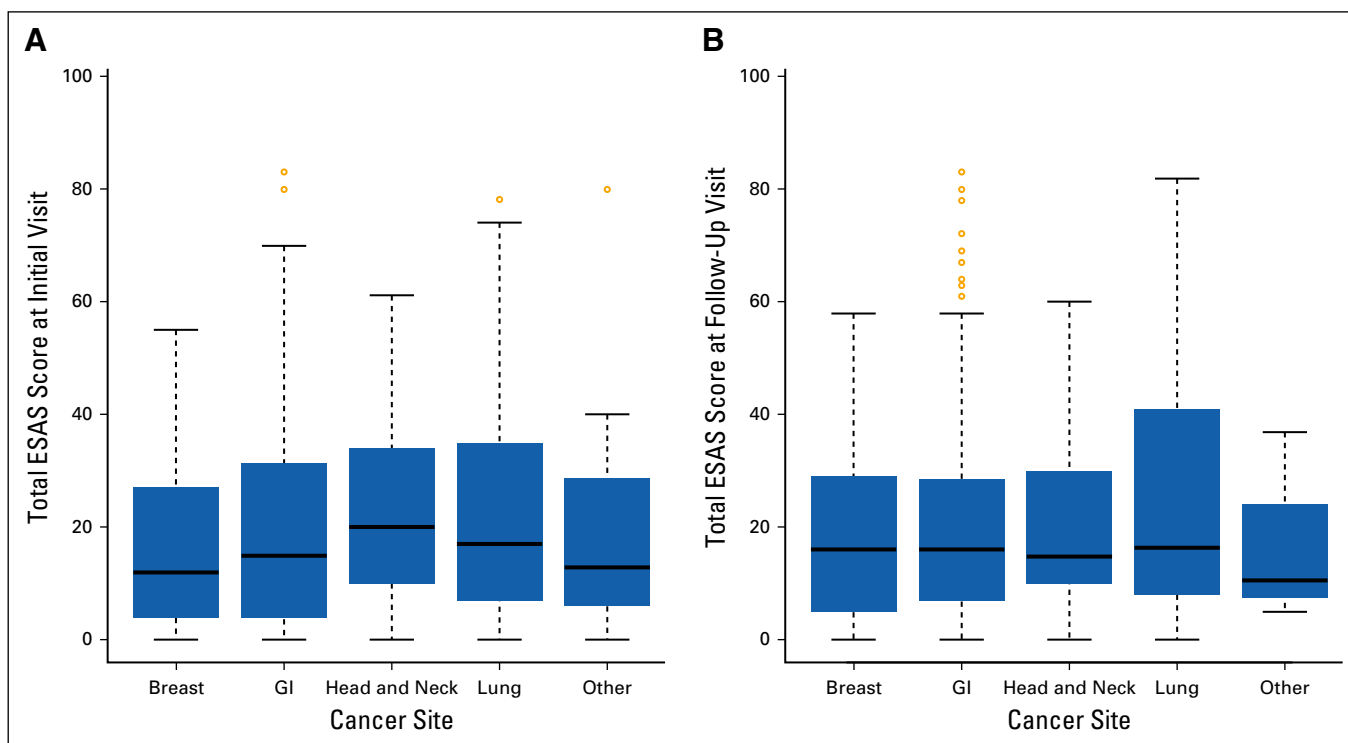 A
Total ESAS Score at Initial Visit
100
80
60
40
20
0
Breast GI Head and Neck Lung Other
Cancer Site
B
Total ESAS Score at Follow-Up Visit
100
80
60
40
20
0
Breast GI Head and Neck Lung Other
Cancer Site